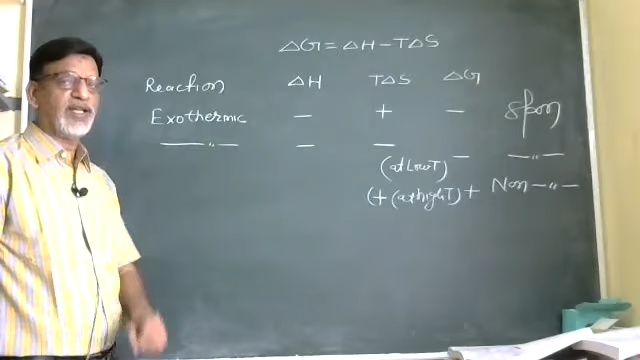 ΔG = ΔH - TΔS
Reaction ΔH TΔS ΔG
Exothermic - + - Spon
—〃— - - - —〃—
(at Low T)
(+ (at high T) + Non —〃—